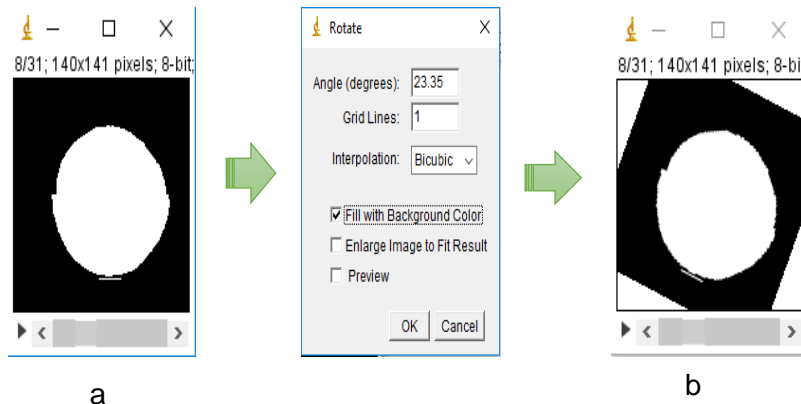 8/31; 140x141 pixels; 8-bit;
a
Rotate
Angle (degrees): 23.35
Grid Lines: 1
Interpolation: Bicubic
Fill with Background Color
Enlarge Image to Fit Result
Preview
OK Cancel
8/31; 140x141 pixels; 8-bi
b